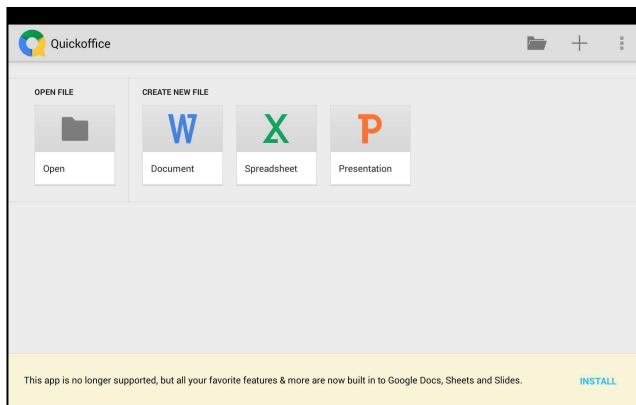 Quickoffice
OPEN FILE
CREATE NEW FILE
W
X
P
Open
Document
Spreadsheet
Presentation
This app is no longer supported, but all your favorite features & more are now built in to Google Docs, Sheets and Slides.
INSTALL